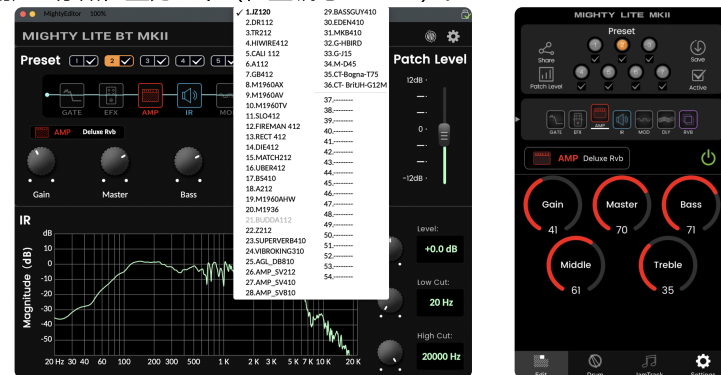 MightyEditor 100%
MIGHTY LITE BT MKII
Preset 1 2 3 4 5
Patch Level
GATE EFX AMP IR MO
AMP Deluxe Rvb
Gain Master Bass
12dB
0
-12dB
✓ 1.JZ120
2.DR112
3.TR212
4.HIWIRE412
5.CALI 112
6.A112
7.GB412
8.M1960AX
9.M1960AV
10.M1960TV
11.SLO412
12.FIREMAN 412
13.RECT 412
14.DIE412
15.MATCH212
16.UBER412
17.BS410
18.A212
19.M1960AHW
20.M1936
21.BUDDA112
22.Z212
23.SUPERVERB410
24.VIBROKING310
25.AGL_DB810
26.AMP_SV212
27.AMP_SV410
28.AMP_SV810
29.BASSGUY410
30.EDEN410
31.MKB410
32.G-HBIRD
33.G-J15
34.M-D45
35.CT-Bogna-T75
36.CT- BriUH-G12M
37.--------
38.--------
39.--------
40.--------
41.--------
42.--------
43.--------
44.--------
45.--------
46.--------
47.--------
48.--------
49.--------
50.--------
51.--------
52.--------
53.--------
54.--------
IR
dB
10
0
-10
-20
-30
-40
-50
Magnitude (dB)
20 Hz 30 40 60 100 200 300 500 1 K 2 K 3 K 5 K 7K 10 K 20 K
Level:
+0.0 dB
Low Cut:
20 Hz
High Cut:
20000 Hz
MIGHTY LITE MKII
Preset
1 2 3
Share
Save
4 5 6 7
Patch Level
Active
GATE EFX AMP IR MOD DLY RVB
AMP Deluxe Rvb
Gain Master Bass
41 70 71
Middle Treble
61 35
Edit Drum JamTrack Settings